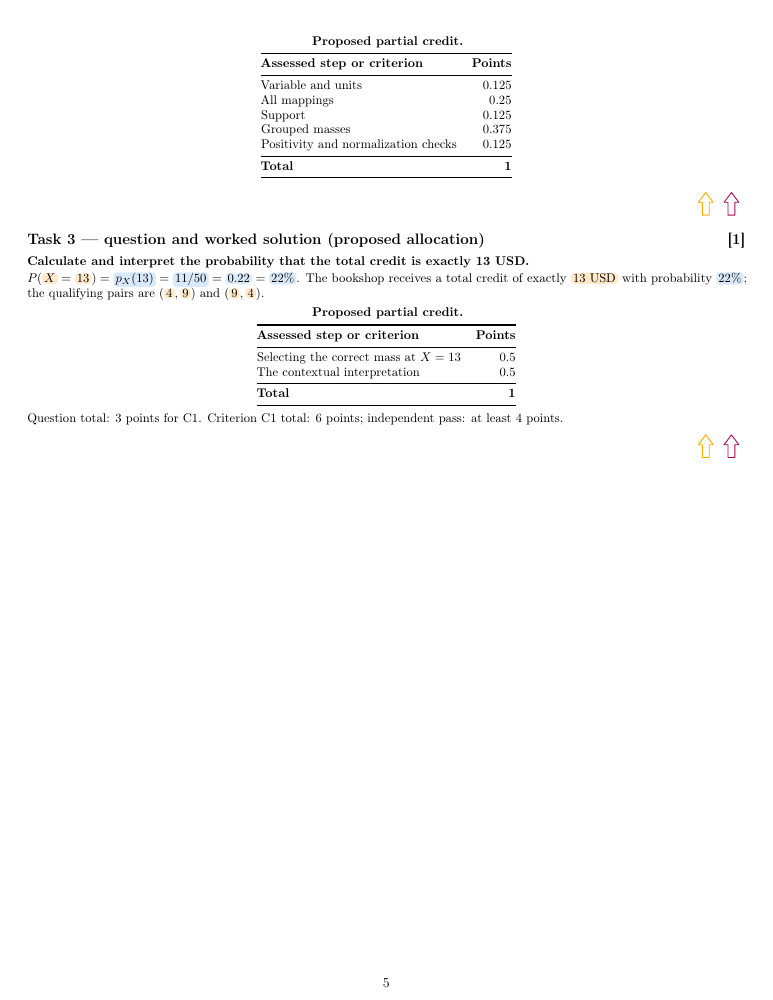 Proposed partial credit.
Assessed step or criterion Points
Variable and units 0.125
All mappings 0.25
Support 0.125
Grouped masses 0.375
Positivity and normalization checks 0.125
Total 1
Task 3 — question and worked solution (proposed allocation) [1]
Calculate and interpret the probability that the total credit is exactly 13 USD.
P(X = 13) = p_X(13) = 11/50 = 0.22 = 22%. The bookshop receives a total credit of exactly 13 USD with probability 22%;
the qualifying pairs are (4, 9) and (9, 4).
Proposed partial credit.
Assessed step or criterion Points
Selecting the correct mass at X = 13 0.5
The contextual interpretation 0.5
Total 1
Question total: 3 points for C1. Criterion C1 total: 6 points; independent pass: at least 4 points.
5